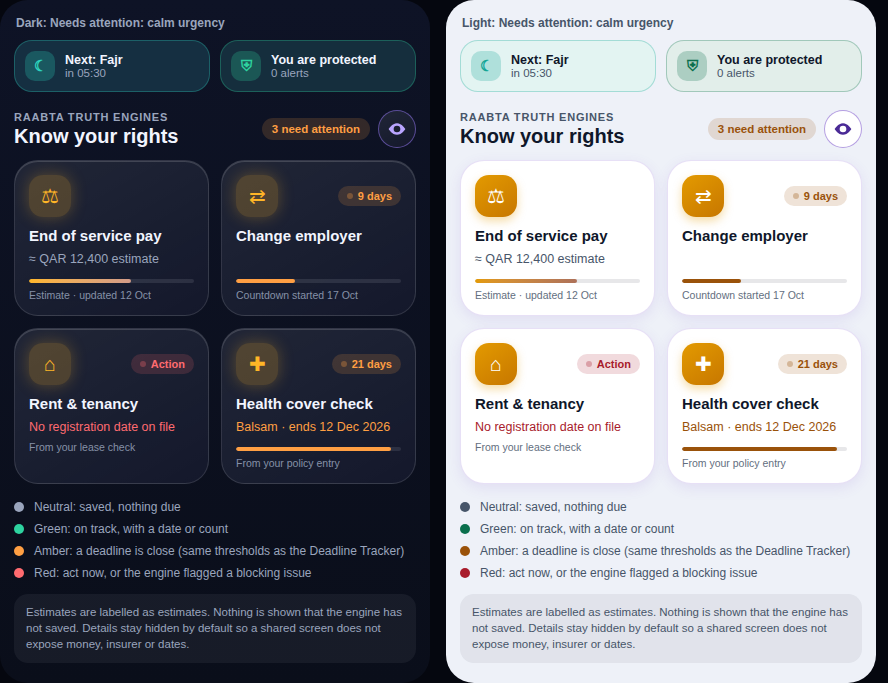 Dark: Needs attention: calm urgency
Next: Fajr
in 05:30
You are protected
0 alerts
RAABTA TRUTH ENGINES
Know your rights
3 need attention
End of service pay
≈ QAR 12,400 estimate
Estimate · updated 12 Oct
9 days
Change employer
Countdown started 17 Oct
Action
Rent & tenancy
No registration date on file
From your lease check
21 days
Health cover check
Balsam · ends 12 Dec 2026
From your policy entry
Neutral: saved, nothing due
Green: on track, with a date or count
Amber: a deadline is close (same thresholds as the Deadline Tracker)
Red: act now, or the engine flagged a blocking issue
Estimates are labelled as estimates. Nothing is shown that the engine has
not saved. Details stay hidden by default so a shared screen does not
expose money, insurer or dates.
Light: Needs attention: calm urgency
Next: Fajr
in 05:30
You are protected
0 alerts
RAABTA TRUTH ENGINES
Know your rights
3 need attention
End of service pay
≈ QAR 12,400 estimate
Estimate · updated 12 Oct
9 days
Change employer
Countdown started 17 Oct
Action
Rent & tenancy
No registration date on file
From your lease check
21 days
Health cover check
Balsam · ends 12 Dec 2026
From your policy entry
Neutral: saved, nothing due
Green: on track, with a date or count
Amber: a deadline is close (same thresholds as the Deadline Tracker)
Red: act now, or the engine flagged a blocking issue
Estimates are labelled as estimates. Nothing is shown that the engine has
not saved. Details stay hidden by default so a shared screen does not
expose money, insurer or dates.